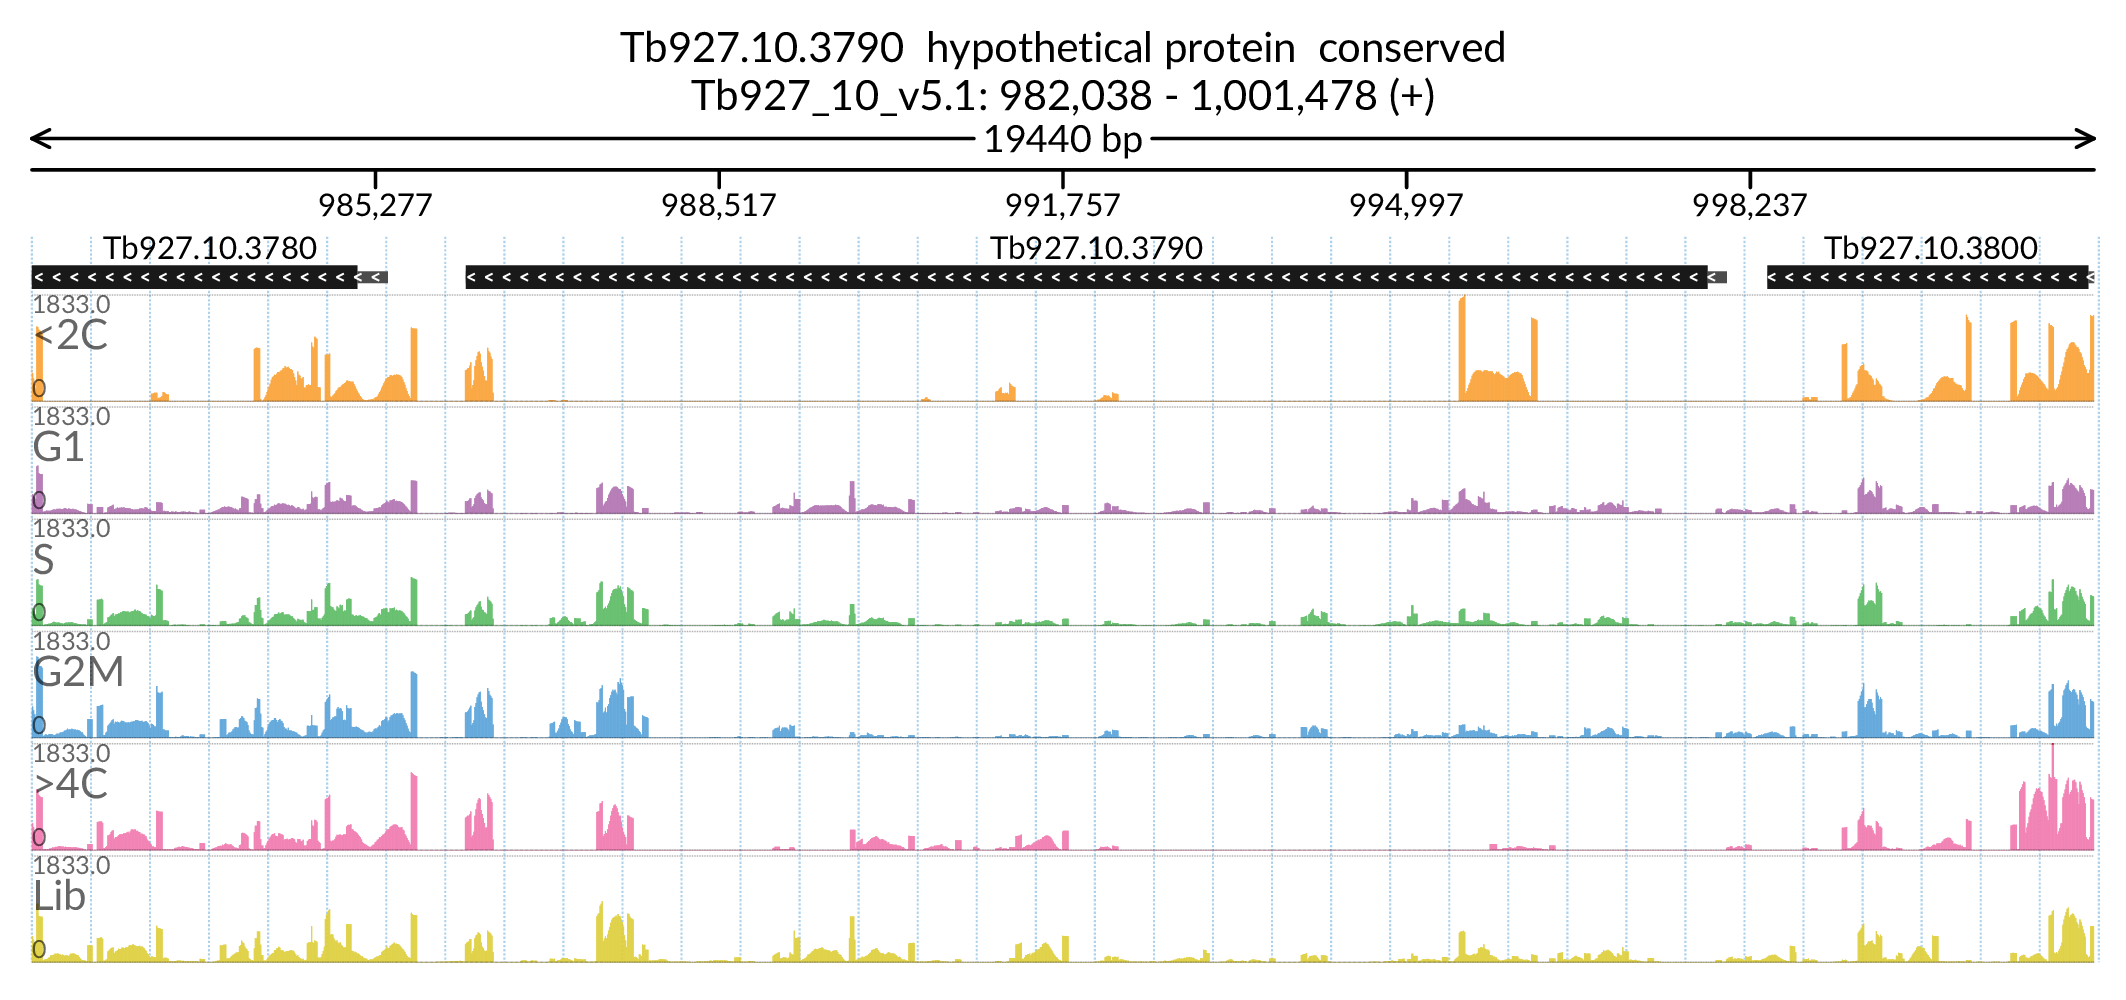 Tb927.10.3790 hypothetical protein conserved
Tb927_10_v5.1: 982,038 - 1,001,478 (+)
19440 bp
985,277 988,517 991,757 994,997 998,237
Tb927.10.3780 Tb927.10.3790 Tb927.10.3800
1833.0
<2C
0
1833.0
G1
0
1833.0
S
0
1833.0
G2M
0
1833.0
>4C
0
1833.0
Lib
0